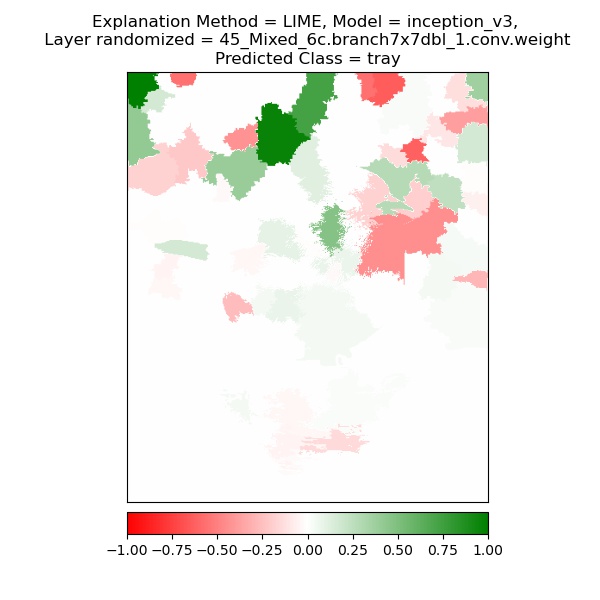 Explanation Method = LIME, Model = inception_v3,
Layer randomized = 45_Mixed_6c.branch7x7dbl_1.conv.weight
Predicted Class = tray
−1.00 −0.75 −0.50 −0.25 0.00 0.25 0.50 0.75 1.00